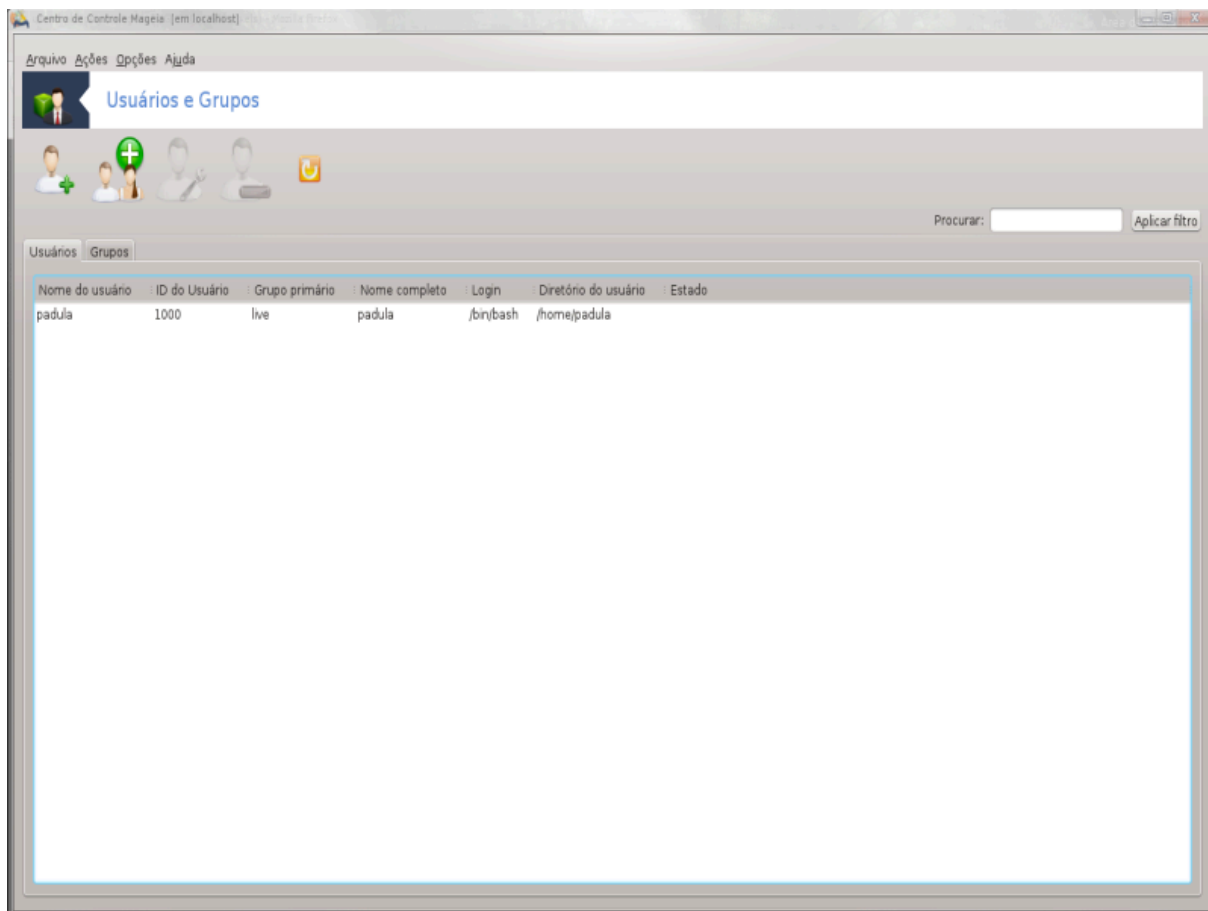 Centro de Controle Mageia [em localhost]
Arquivo Ações Opções Ajuda
Usuários e Grupos
Procurar: Aplicar filtro
Usuários Grupos
Nome do usuário ID do Usuário Grupo primário Nome completo Login Diretório do usuário Estado
padula 1000 live padula /bin/bash /home/padula